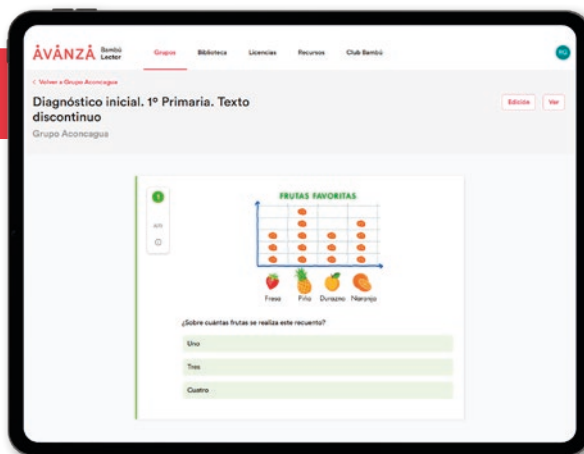 AVANZA Bambú Lector
Grupos Biblioteca Licencias Recursos Club Bambú
< Volver a Grupo Aconcagua
Diagnóstico inicial. 1º Primaria. Texto
discontinuo
Grupo Aconcagua
Edición Ver
1
FRUTAS FAVORITAS
Fresa Piña Durazno Naranja
¿Sobre cuántas frutas se realiza este recuento?
Uno
Tres
Cuatro